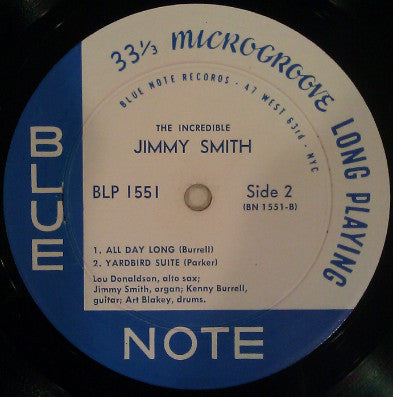 33 1/3 MICROGROOVE LONG PLAYING
BLUE NOTE RECORDS - 47 WEST 63rd - NYC
THE INCREDIBLE
JIMMY SMITH
BLP 1551
Side 2
(BN 1551-B)
1. ALL DAY LONG (Burrell)
2. YARDBIRD SUITE (Parker)
Lou Donaldson, alto sax;
Jimmy Smith, organ; Kenny Burrell,
guitar; Art Blakey, drums.
BLUE
NOTE